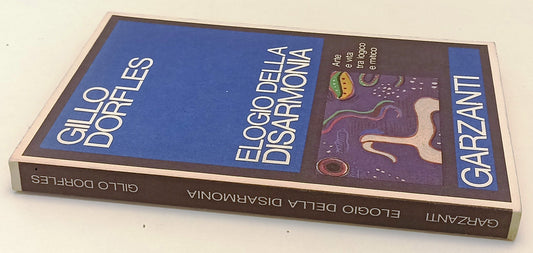 GILLO
DORFLES
ELOGIO DELLA
DISARMONIA
Arte
e vita
tra logico
e mitico
GARZANTI
GILLO DORFLES
ELOGIO DELLA DISARMONIA
GARZANTI